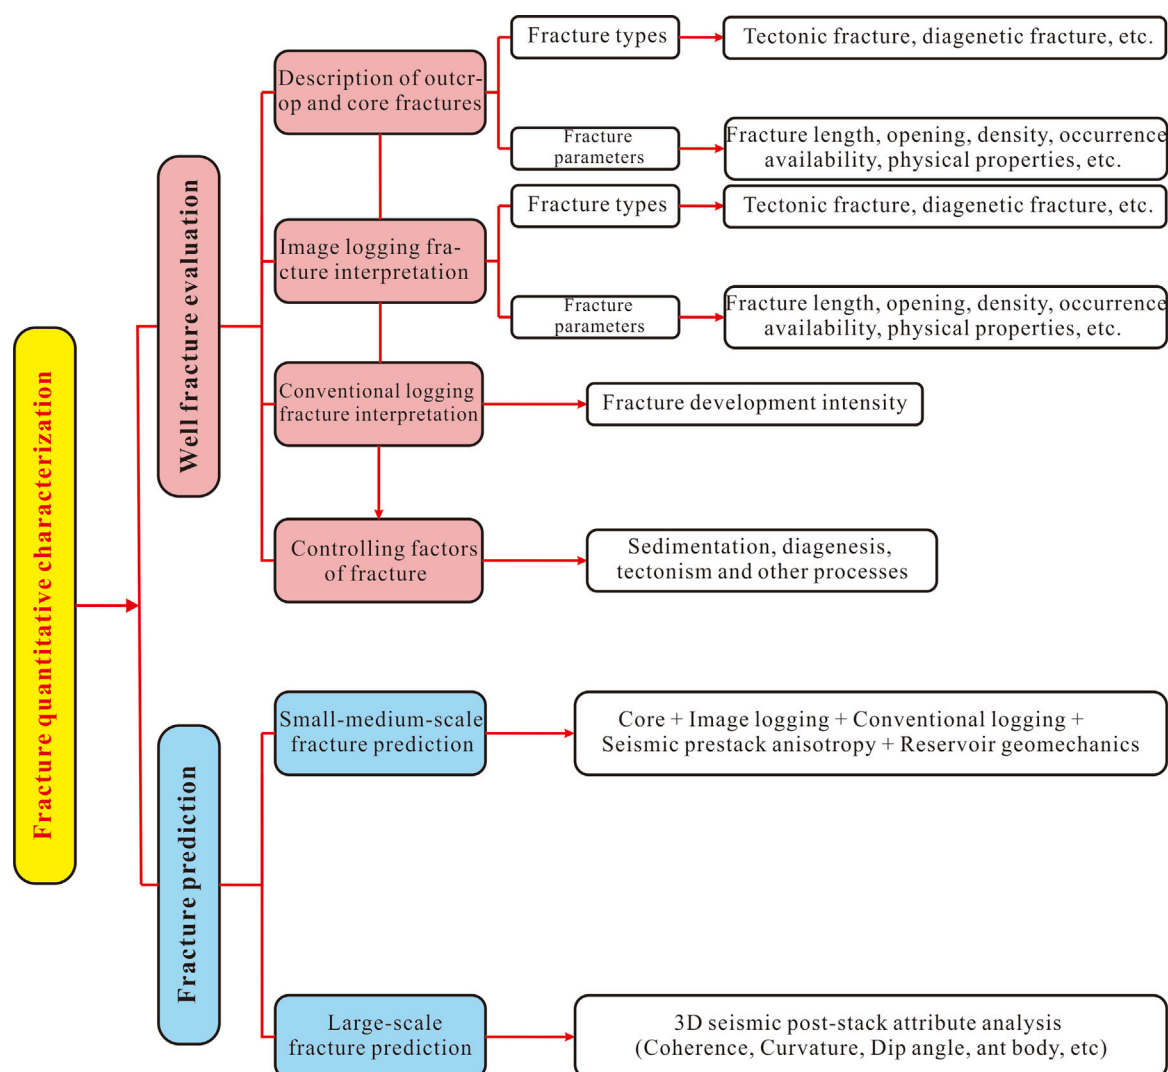 Fracture quantitative characterization
Well fracture evaluation
Description of outcr-
op and core fractures
Fracture types
Tectonic fracture, diagenetic fracture, etc.
Fracture
parameters
Fracture length, opening, density, occurrence
availability, physical properties, etc.
Image logging fra-
cture interpretation
Fracture types
Tectonic fracture, diagenetic fracture, etc.
Fracture
parameters
Fracture length, opening, density, occurrence
availability, physical properties, etc.
Conventional logging
fracture interpretation
Fracture development intensity
Controlling factors
of fracture
Sedimentation, diagenesis,
tectonism and other processes
Fracture prediction
Small-medium-scale
fracture prediction
Core + Image logging + Conventional logging +
Seismic prestack anisotropy + Reservoir geomechanics
Large-scale
fracture prediction
3D seismic post-stack attribute analysis
(Coherence, Curvature, Dip angle, ant body, etc)